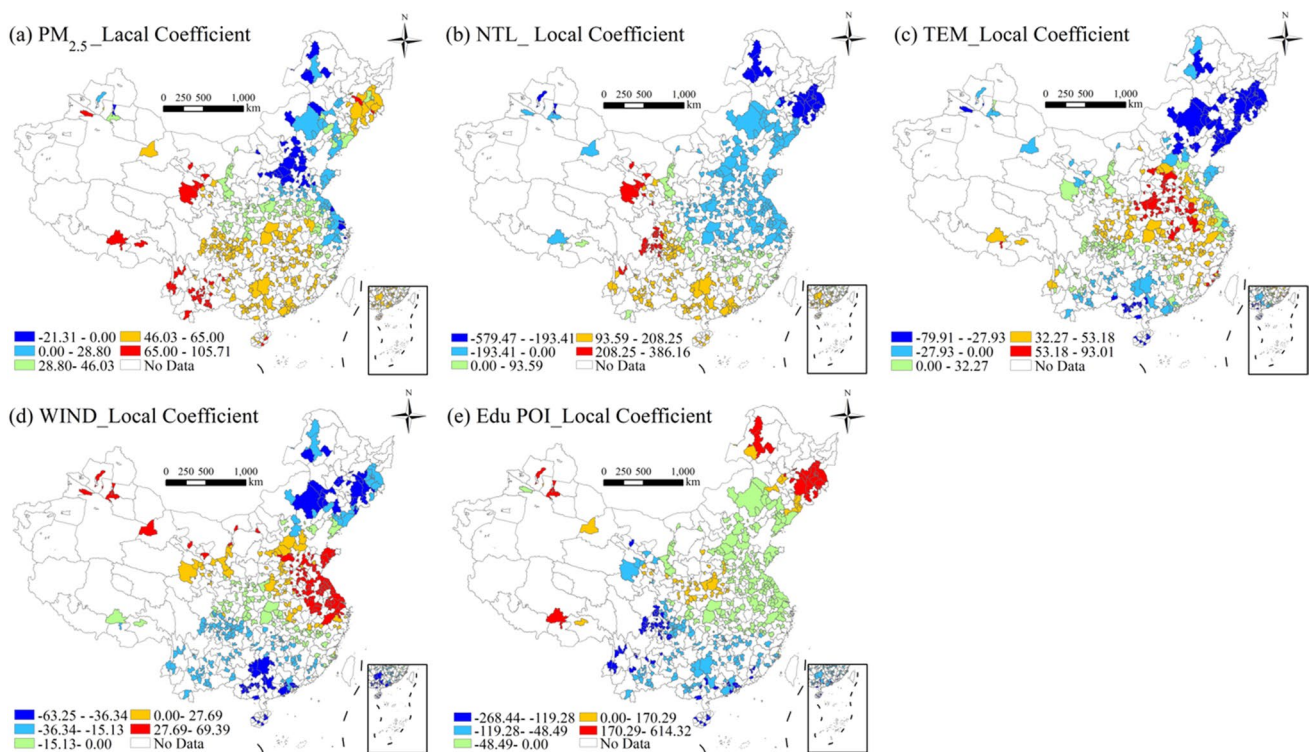 (a) PM2.5_Lacal Coefficient
N
0 250 500 1,000
km
-21.31 - 0.00
0.00 - 28.80
28.80- 46.03
46.03 - 65.00
65.00 - 105.71
No Data
(b) NTL_ Local Coefficient
N
0 250 500 1,000
km
-579.47 - -193.41
-193.41 - 0.00
0.00 - 93.59
93.59 - 208.25
208.25 - 386.16
No Data
(c) TEM_Local Coefficient
N
0 250 500 1,000
km
-79.91 - -27.93
-27.93 - 0.00
0.00 - 32.27
32.27 - 53.18
53.18 - 93.01
No Data
(d) WIND_Local Coefficient
N
0 250 500 1,000
km
-63.25 - -36.34
-36.34 - -15.13
-15.13 - 0.00
0.00 - 27.69
27.69 - 69.39
No Data
(e) Edu POI_Local Coefficient
N
0 250 500 1,000
km
-268.44 - -119.28
-119.28 - -48.49
-48.49 - 0.00
0.00 - 170.29
170.29 - 614.32
No Data